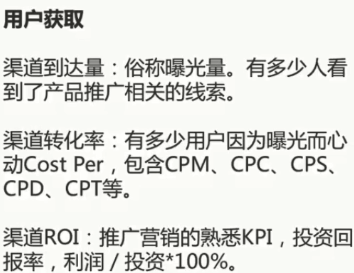 用户获取
渠道到达量：俗称曝光量。有多少人看
到了产品推广相关的线索。
渠道转化率：有多少用户因为曝光而心
动Cost Per，包含CPM、CPC、CPS、
CPD、CPT等。
渠道ROI：推广营销的熟悉KPI，投资回
报率，利润 / 投资*100%。